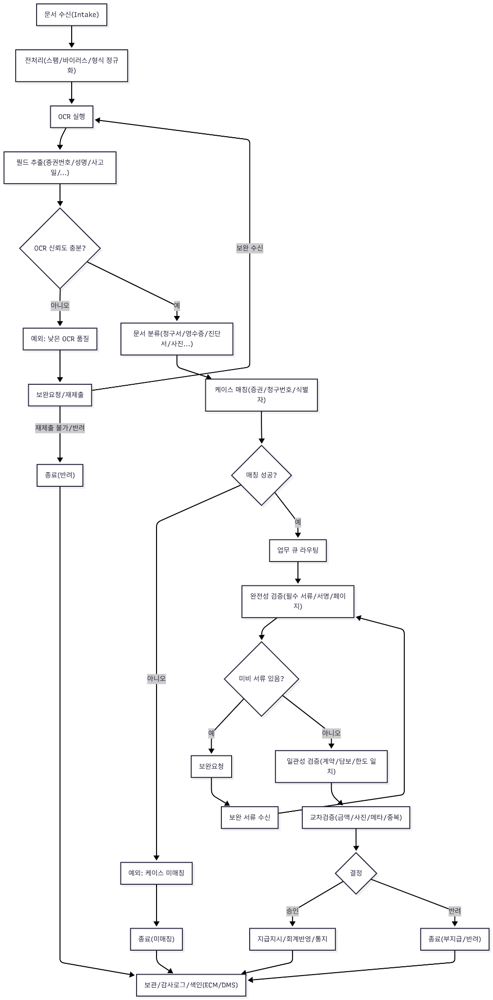 문서 수신(Intake)
전처리(스팸/바이러스/형식 정규
화)
OCR 실행
필드 추출(증권번호/성명/사고
일/...)
OCR 신뢰도 충분?
보완 수신
아니오
예
예외: 낮은 OCR 품질
문서 분류(청구서/영수증/진단
서/사진...)
보완요청/재제출
케이스 매칭(증권/청구번호/식별
자)
재제출 불가/반려
종료(반려)
매칭 성공?
예
업무 큐 라우팅
완전성 검증(필수 서류/서명/페이
지)
아니오
미비 서류 있음?
예
아니오
보완요청
일관성 검증(계약/담보/한도 일
치)
보완 서류 수신
교차검증(금액/사진/메타/중복)
예외: 케이스 미매칭
결정
승인
반려
종료(미매칭)
지급지시/회계반영/통지
종료(부지급/반려)
보관/감사로그/색인(ECM/DMS)